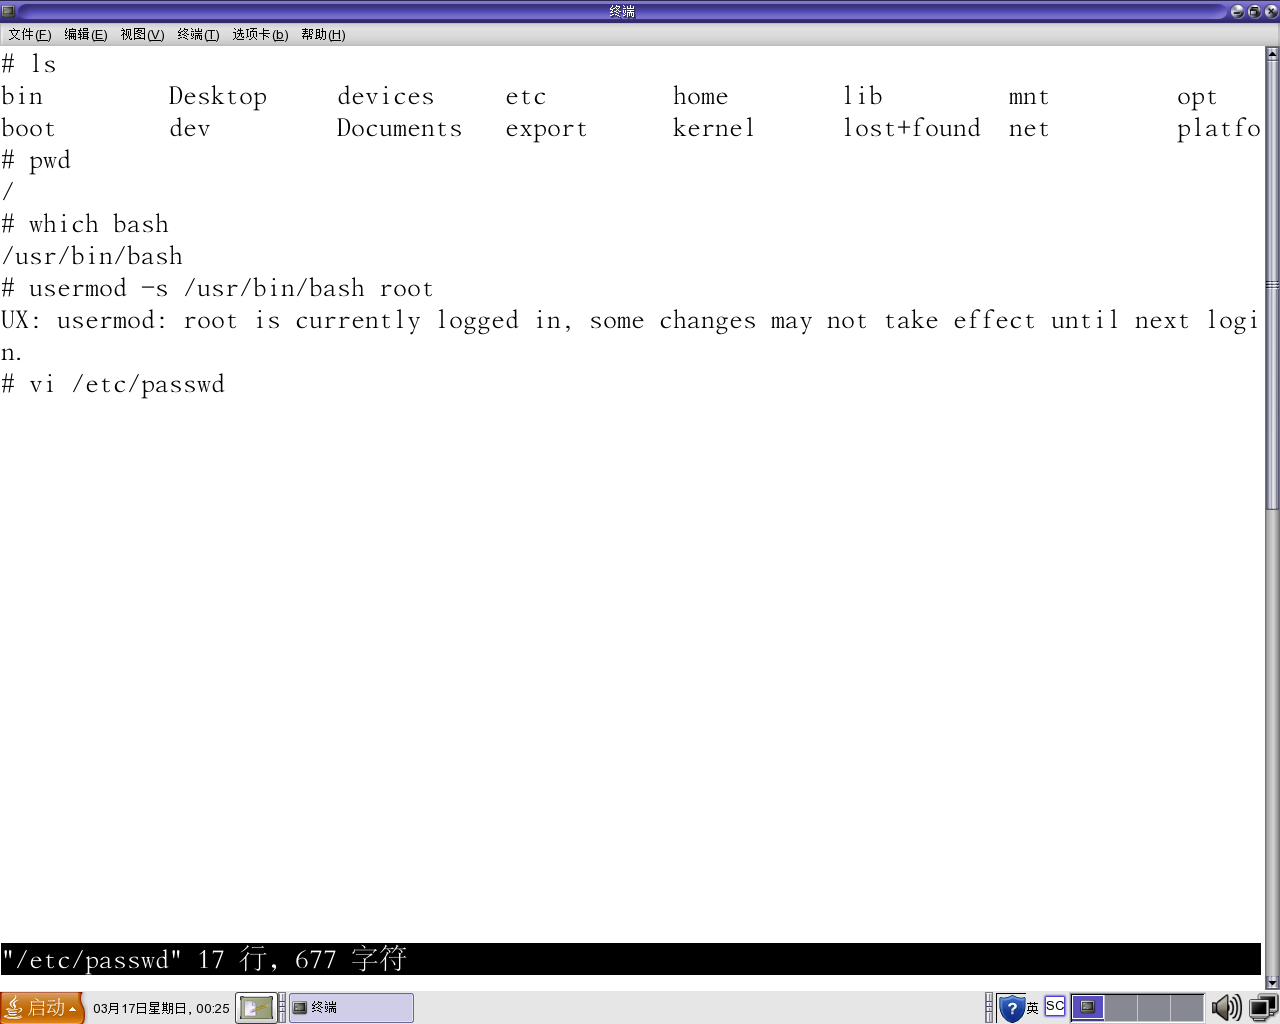 终端
文件(F) 编辑(E) 视图(V) 终端(T) 选项卡(b) 帮助(H)
# ls
bin Desktop devices etc home lib mnt opt
boot dev Documents export kernel lost+found net platfo
# pwd
/
# which bash
/usr/bin/bash
# usermod -s /usr/bin/bash root
UX: usermod: root is currently logged in, some changes may not take effect until next logi
n.
# vi /etc/passwd
"/etc/passwd" 17 行, 677 字符
启动 03月17日星期日, 00:25 终端 英 SC